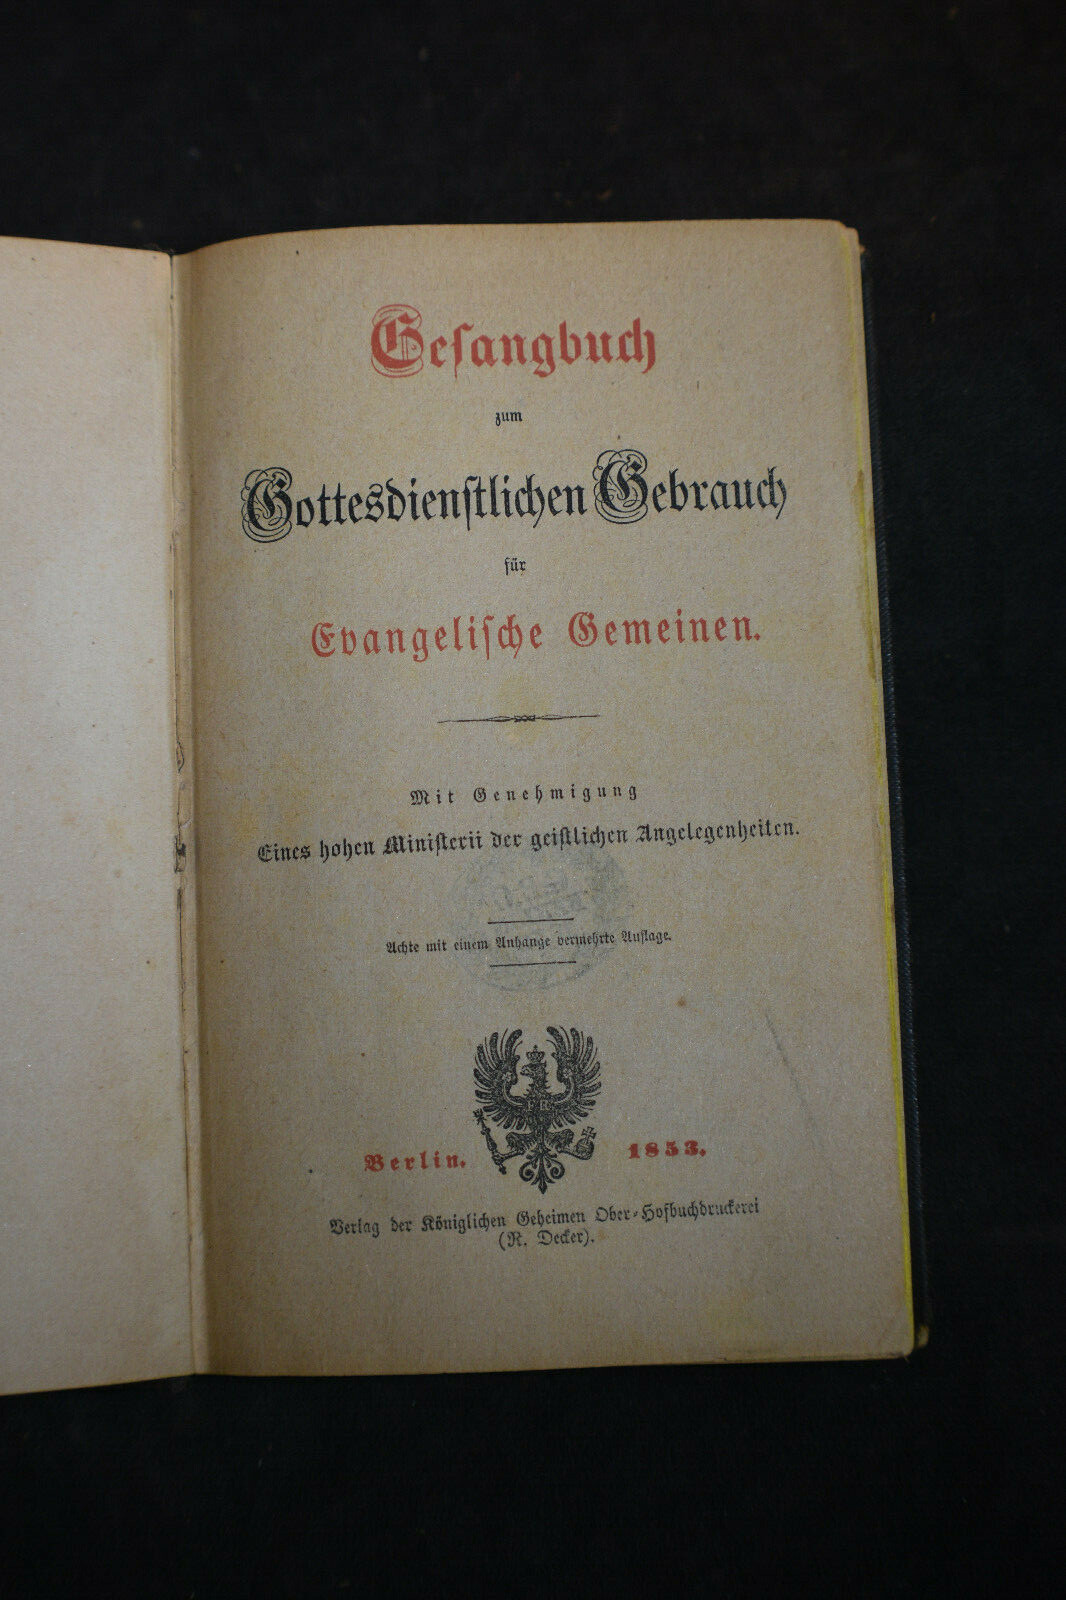 Gesangbuch
zum
Gottesdienstlichen Gebrauch
für
Evangelische Gemeinen.
Mit Genehmigung
Eines hohen Ministerii der geistlichen Angelegenheiten.
Achte mit einem Anhange vermehrte Auflage.
FR
Berlin. 1853.
Verlag der Königlichen Geheimen Ober-Hofbuchdruckerei
(R. Decker).